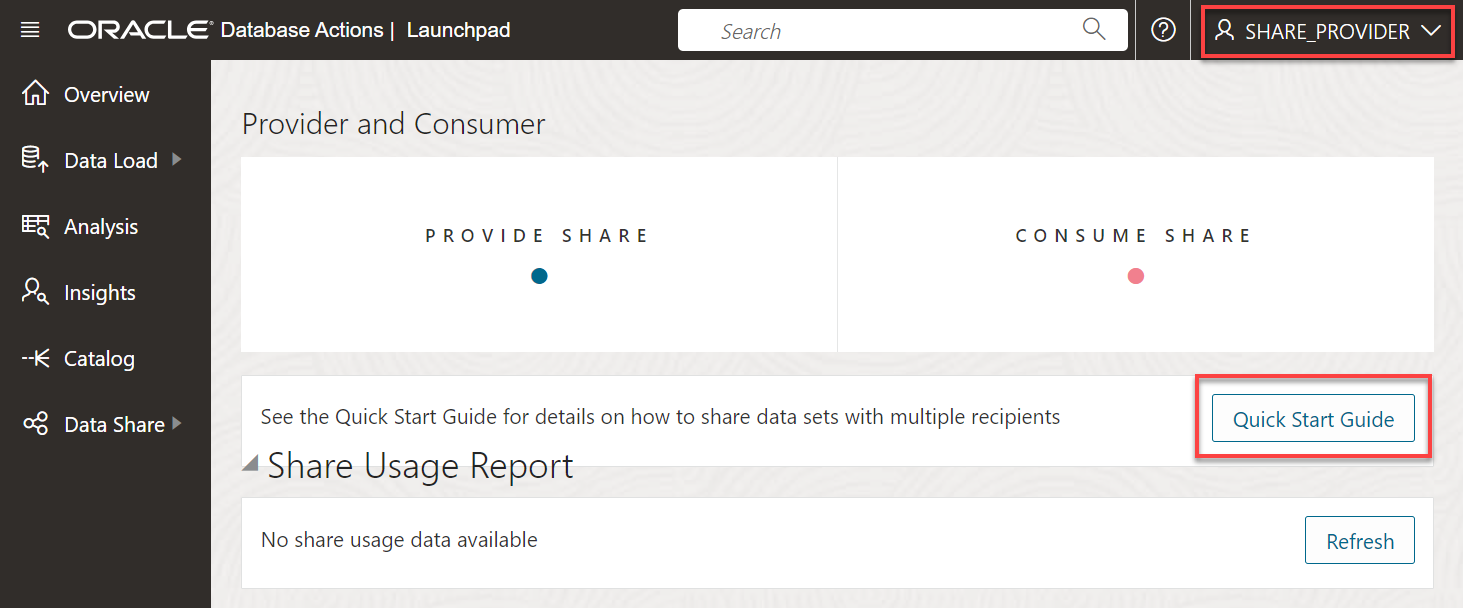 ORACLE® Database Actions | Launchpad
Search
SHARE_PROVIDER
Overview
Data Load
Analysis
Insights
Catalog
Data Share
Provider and Consumer
PROVIDE SHARE
CONSUME SHARE
See the Quick Start Guide for details on how to share data sets with multiple recipients
Quick Start Guide
Share Usage Report
No share usage data available
Refresh